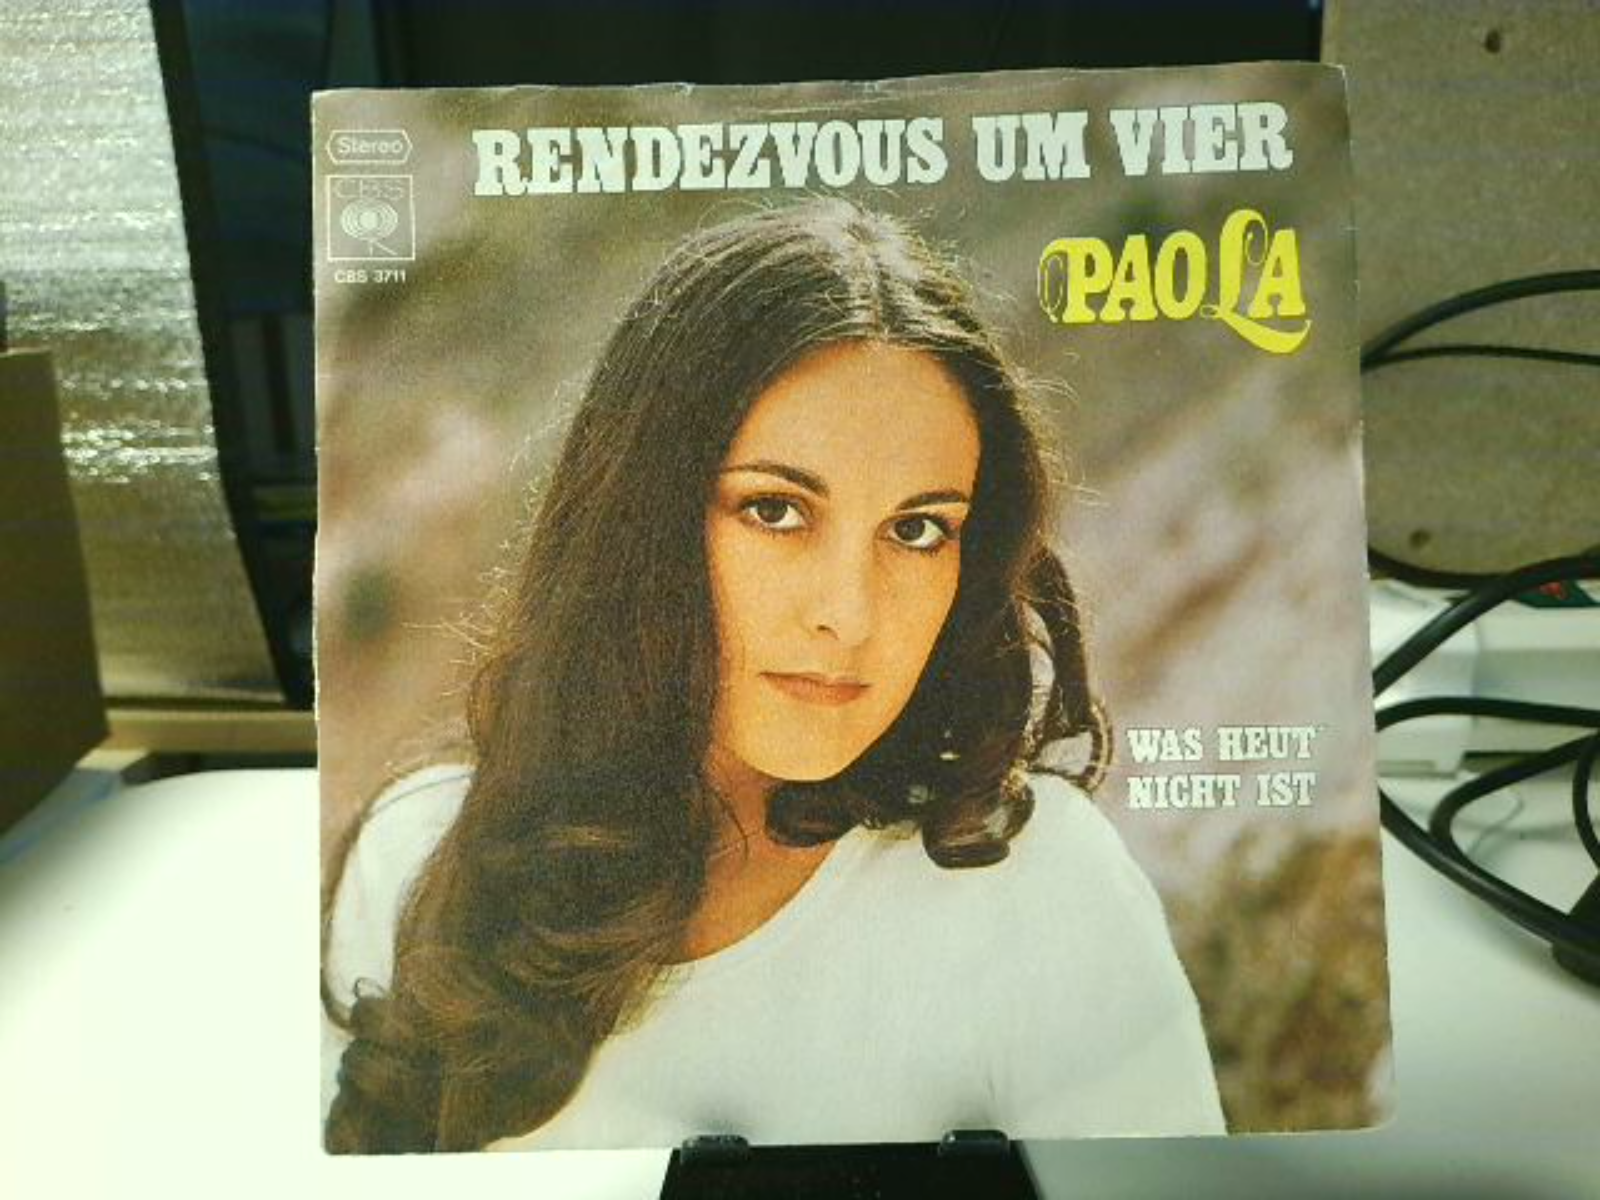 RENDEZVOUS UM VIER
Stereo
CBS
CBS 3711
PAOLA
WAS HEUT'
NICHT IST